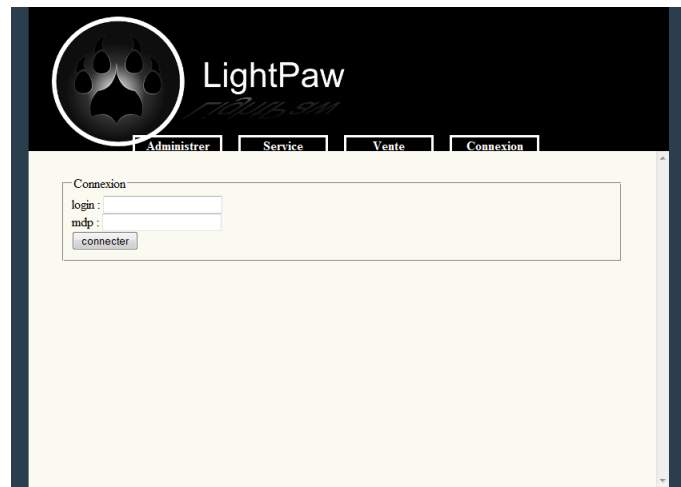 LightPaw
Administrer Service Vente Connexion
Connexion
login :
mdp :
connecter